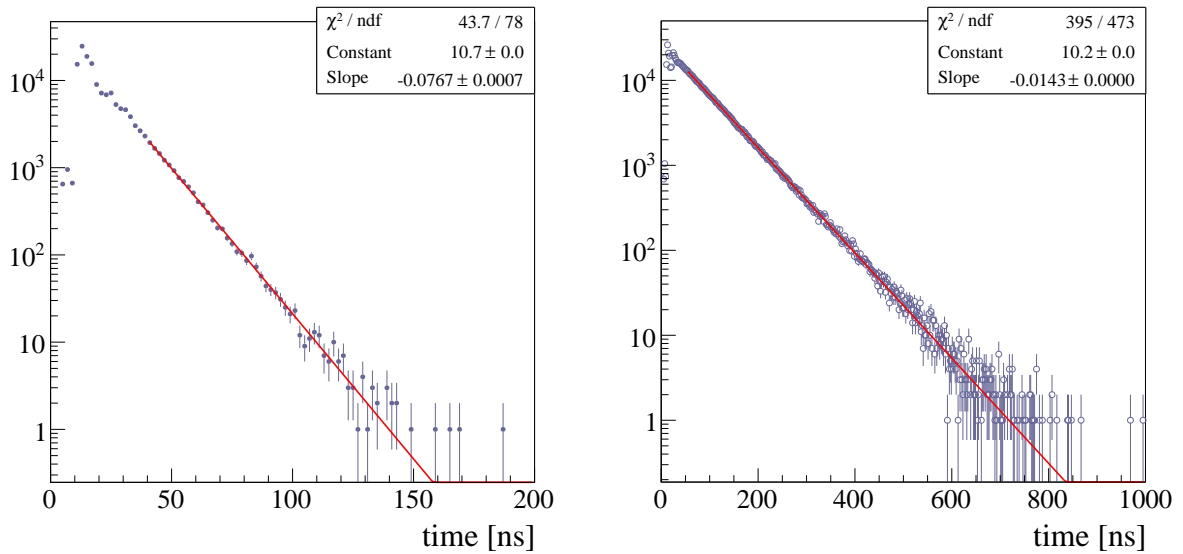 χ² / ndf 43.7 / 78
Constant 10.7 ± 0.0
Slope -0.0767 ± 0.0007
10⁴
10³
10²
10
1
0 50 100 150 200
time [ns]
χ² / ndf 395 / 473
Constant 10.2 ± 0.0
Slope -0.0143 ± 0.0000
10⁴
10³
10²
10
1
0 200 400 600 800 1000
time [ns]